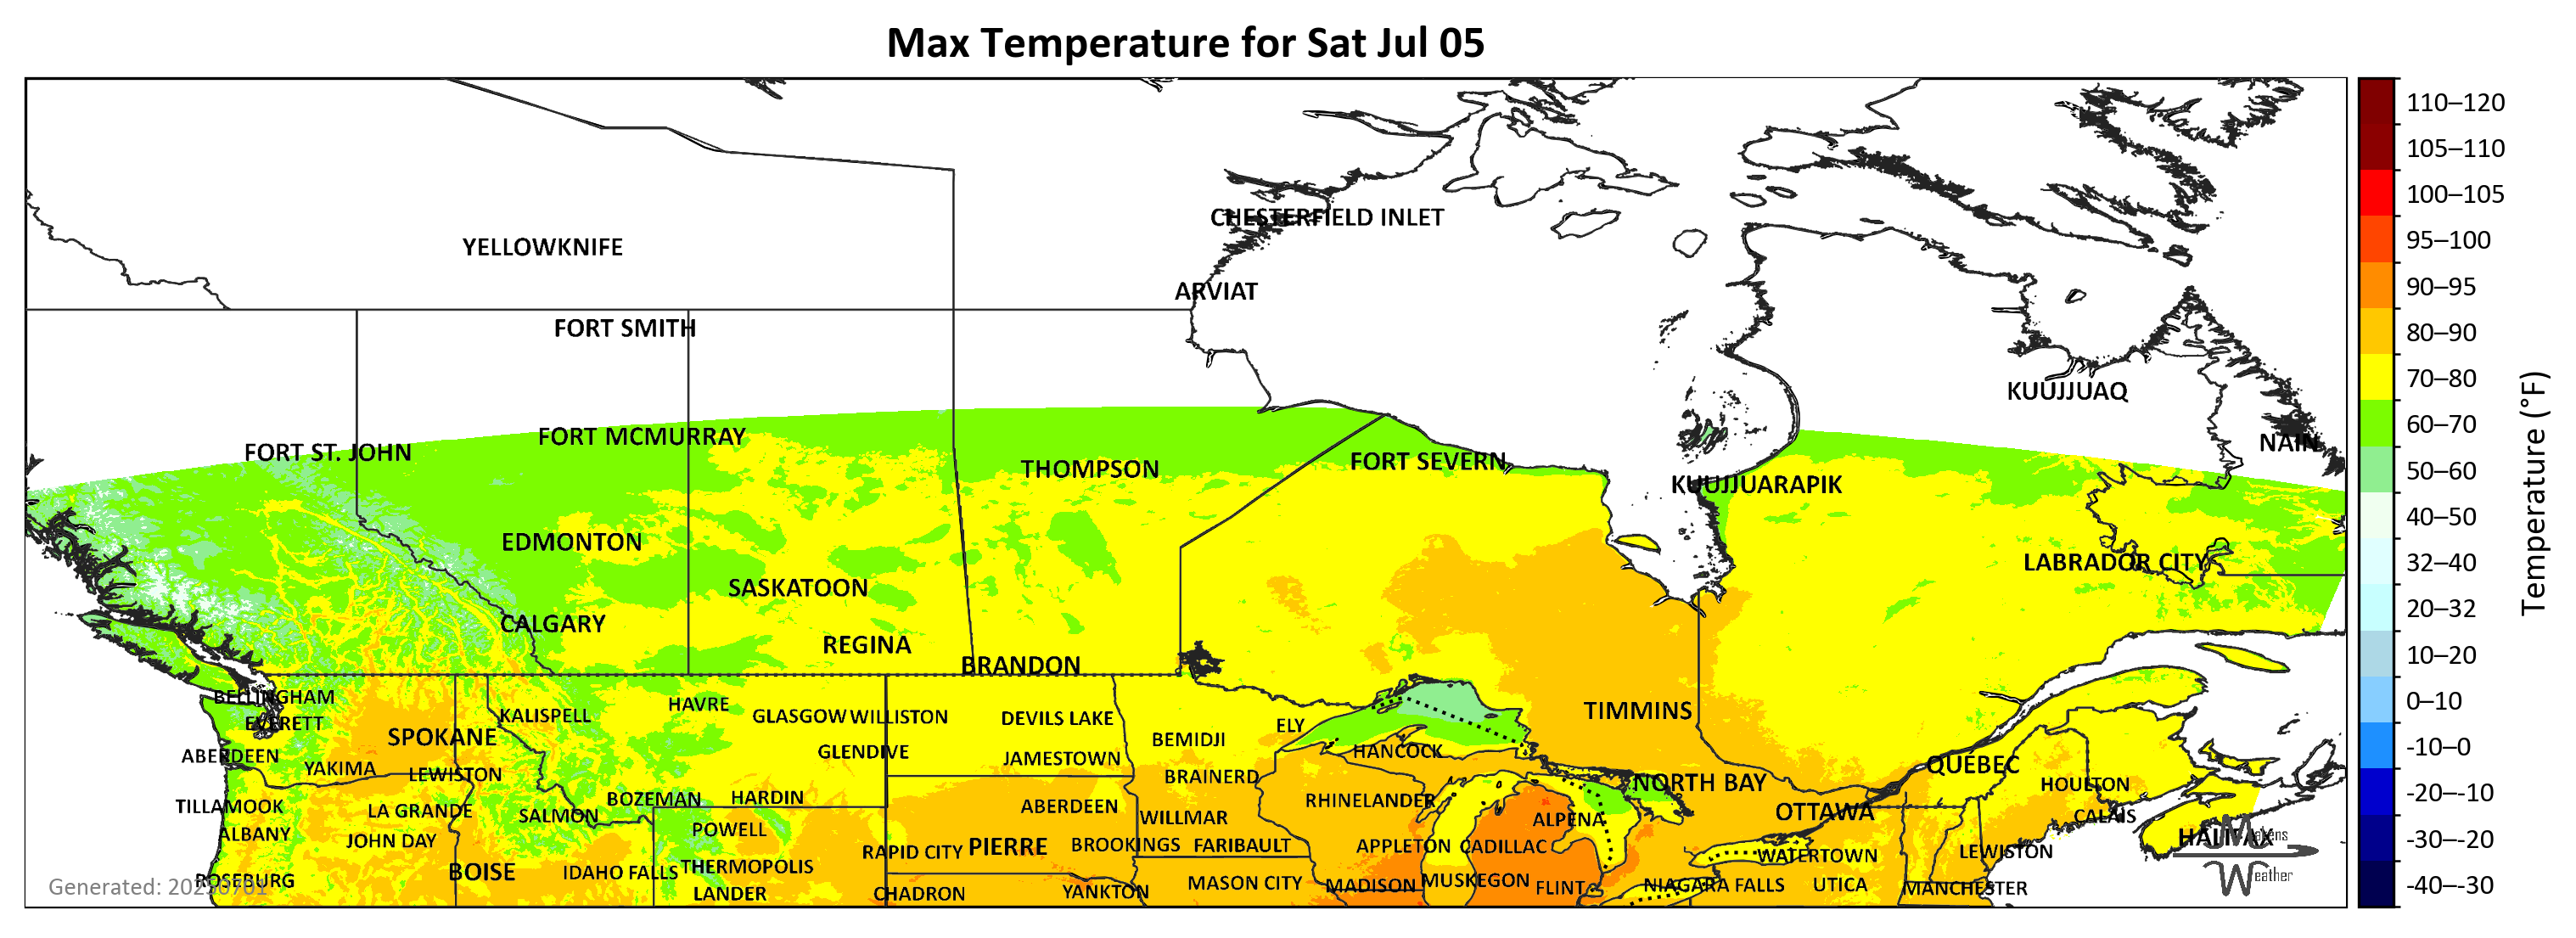 Max Temperature for Sat Jul 05
CHESTERFIELD INLET
YELLOWKNIFE
ARVIAT
FORT SMITH
KUUJJUAQ
FORT MCMURRAY
NAIN
FORT ST. JOHN
THOMPSON
FORT SEVERN
KUUJJUARAPIK
EDMONTON
LABRADOR CITY
SASKATOON
CALGARY
REGINA
BRANDON
BELLINGHAM
HAVRE
KALISPELL
GLASGOW
WILLISTON
DEVILS LAKE
TIMMINS
EVERETT
ELY
SPOKANE
BEMIDJI
GLENDIVE
HANCOCK
ABERDEEN
JAMESTOWN
QUÉBEC
YAKIMA
LEWISTON
BRAINERD
NORTH BAY
HOULTON
BOZEMAN
HARDIN
RHINELANDER
TILLAMOOK
LA GRANDE
SALMON
ABERDEEN
WILLMAR
ALPENA
OTTAWA
CALAIS
ALBANY
JOHN DAY
POWELL
PIERRE
BROOKINGS
FARIBAULT
APPLETON
CADILLAC
HALIFAX
RAPID CITY
WATERTOWN
LEWISTON
BOISE
IDAHO FALLS
THERMOPOLIS
ROSEBURG
MASON CITY
MADISON
MUSKEGON
FLINT
NIAGARA FALLS
UTICA
MANCHESTER
LANDER
CHADRON
YANKTON
Generated: 20250701
Makens
Weather
110–120
105–110
100–105
95–100
90–95
80–90
70–80
60–70
50–60
40–50
32–40
20–32
10–20
0–10
-10–0
-20–-10
-30–-20
-40–-30
Temperature (°F)